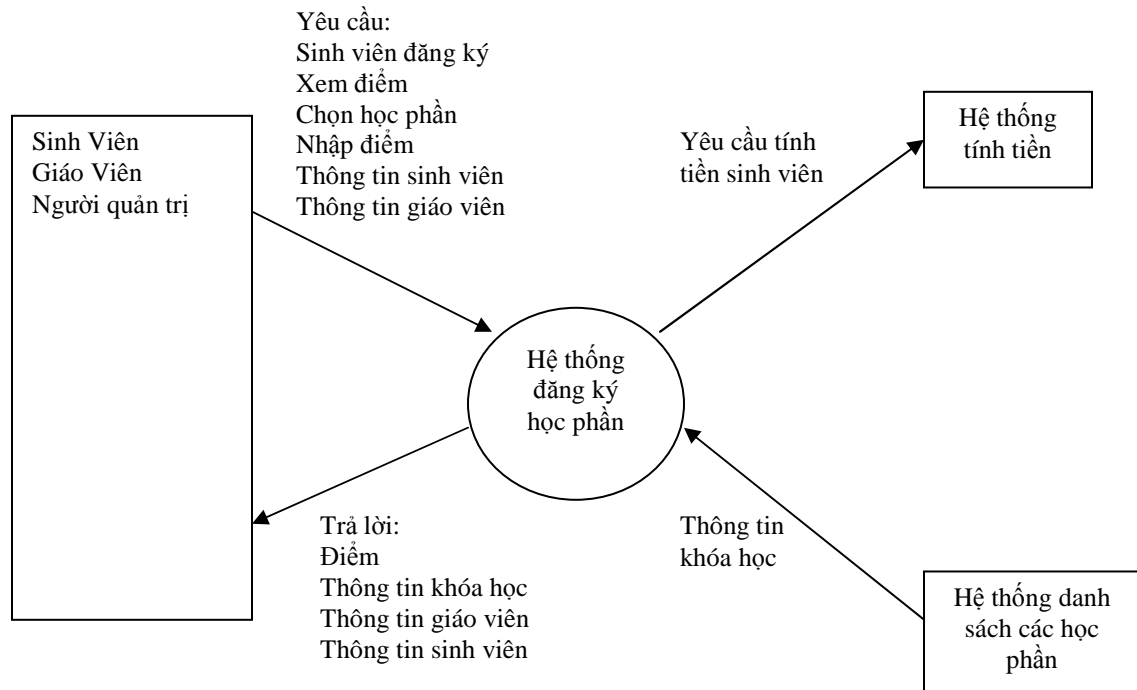 Yêu cầu:
Sinh viên đăng ký
Xem điểm
Chọn học phần
Nhập điểm
Thông tin sinh viên
Thông tin giáo viên
Sinh Viên
Giáo Viên
Người quản trị
Yêu cầu tính
tiền sinh viên
Hệ thống
tính tiền
Hệ thống
đăng ký
học phần
Trả lời:
Điểm
Thông tin khóa học
Thông tin giáo viên
Thông tin sinh viên
Thông tin
khóa học
Hệ thống danh
sách các học
phần